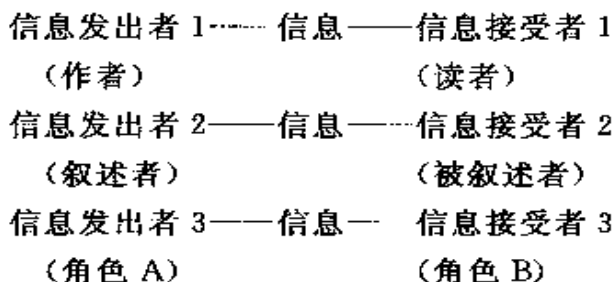 信息发出者 1------ 信息——信息接受者 1
（作者） （读者）
信息发出者 2——信息——---信息接受者 2
（叙述者） （被叙述者）
信息发出者 3——信息—- 信息接受者 3
（角色 A） （角色 B）